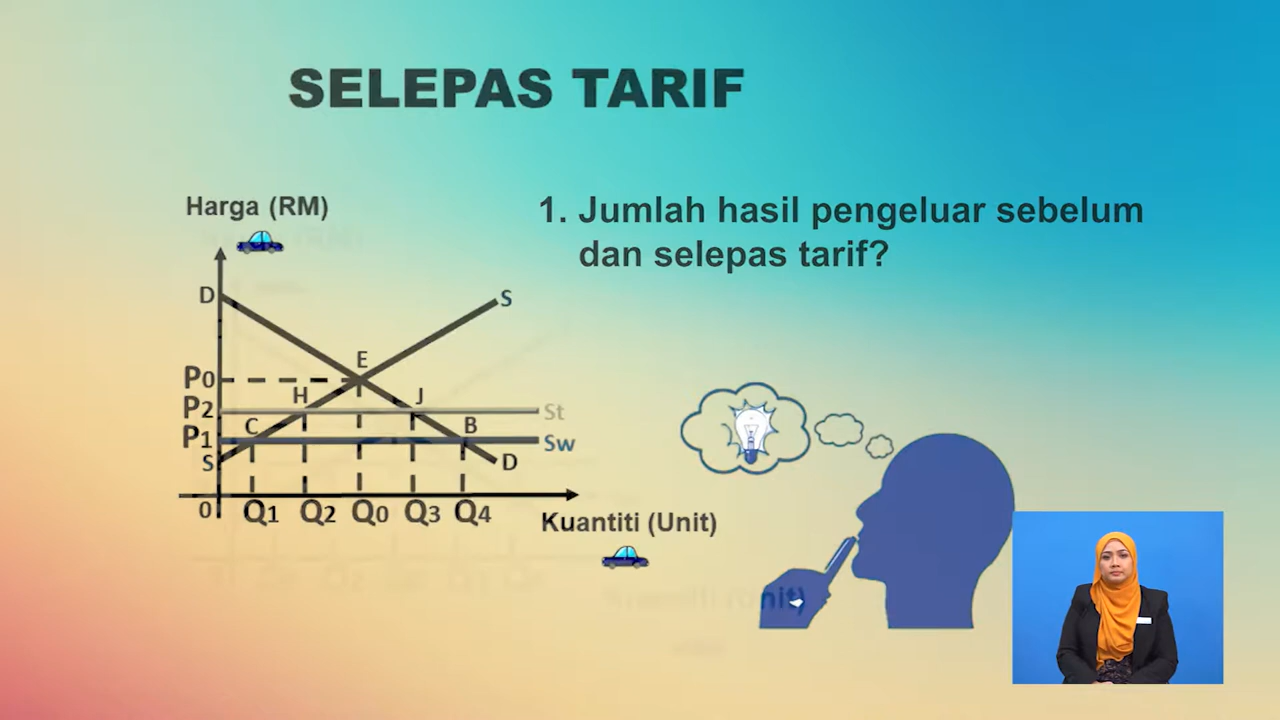 SELEPAS TARIF
Harga (RM)
1. Jumlah hasil pengeluar sebelum
dan selepas tarif?
D
S
E
P0
H
J
P2
St
C
B
P1
Sw
S
D
0
Q1 Q2 Q0 Q3 Q4
Kuantiti (Unit)